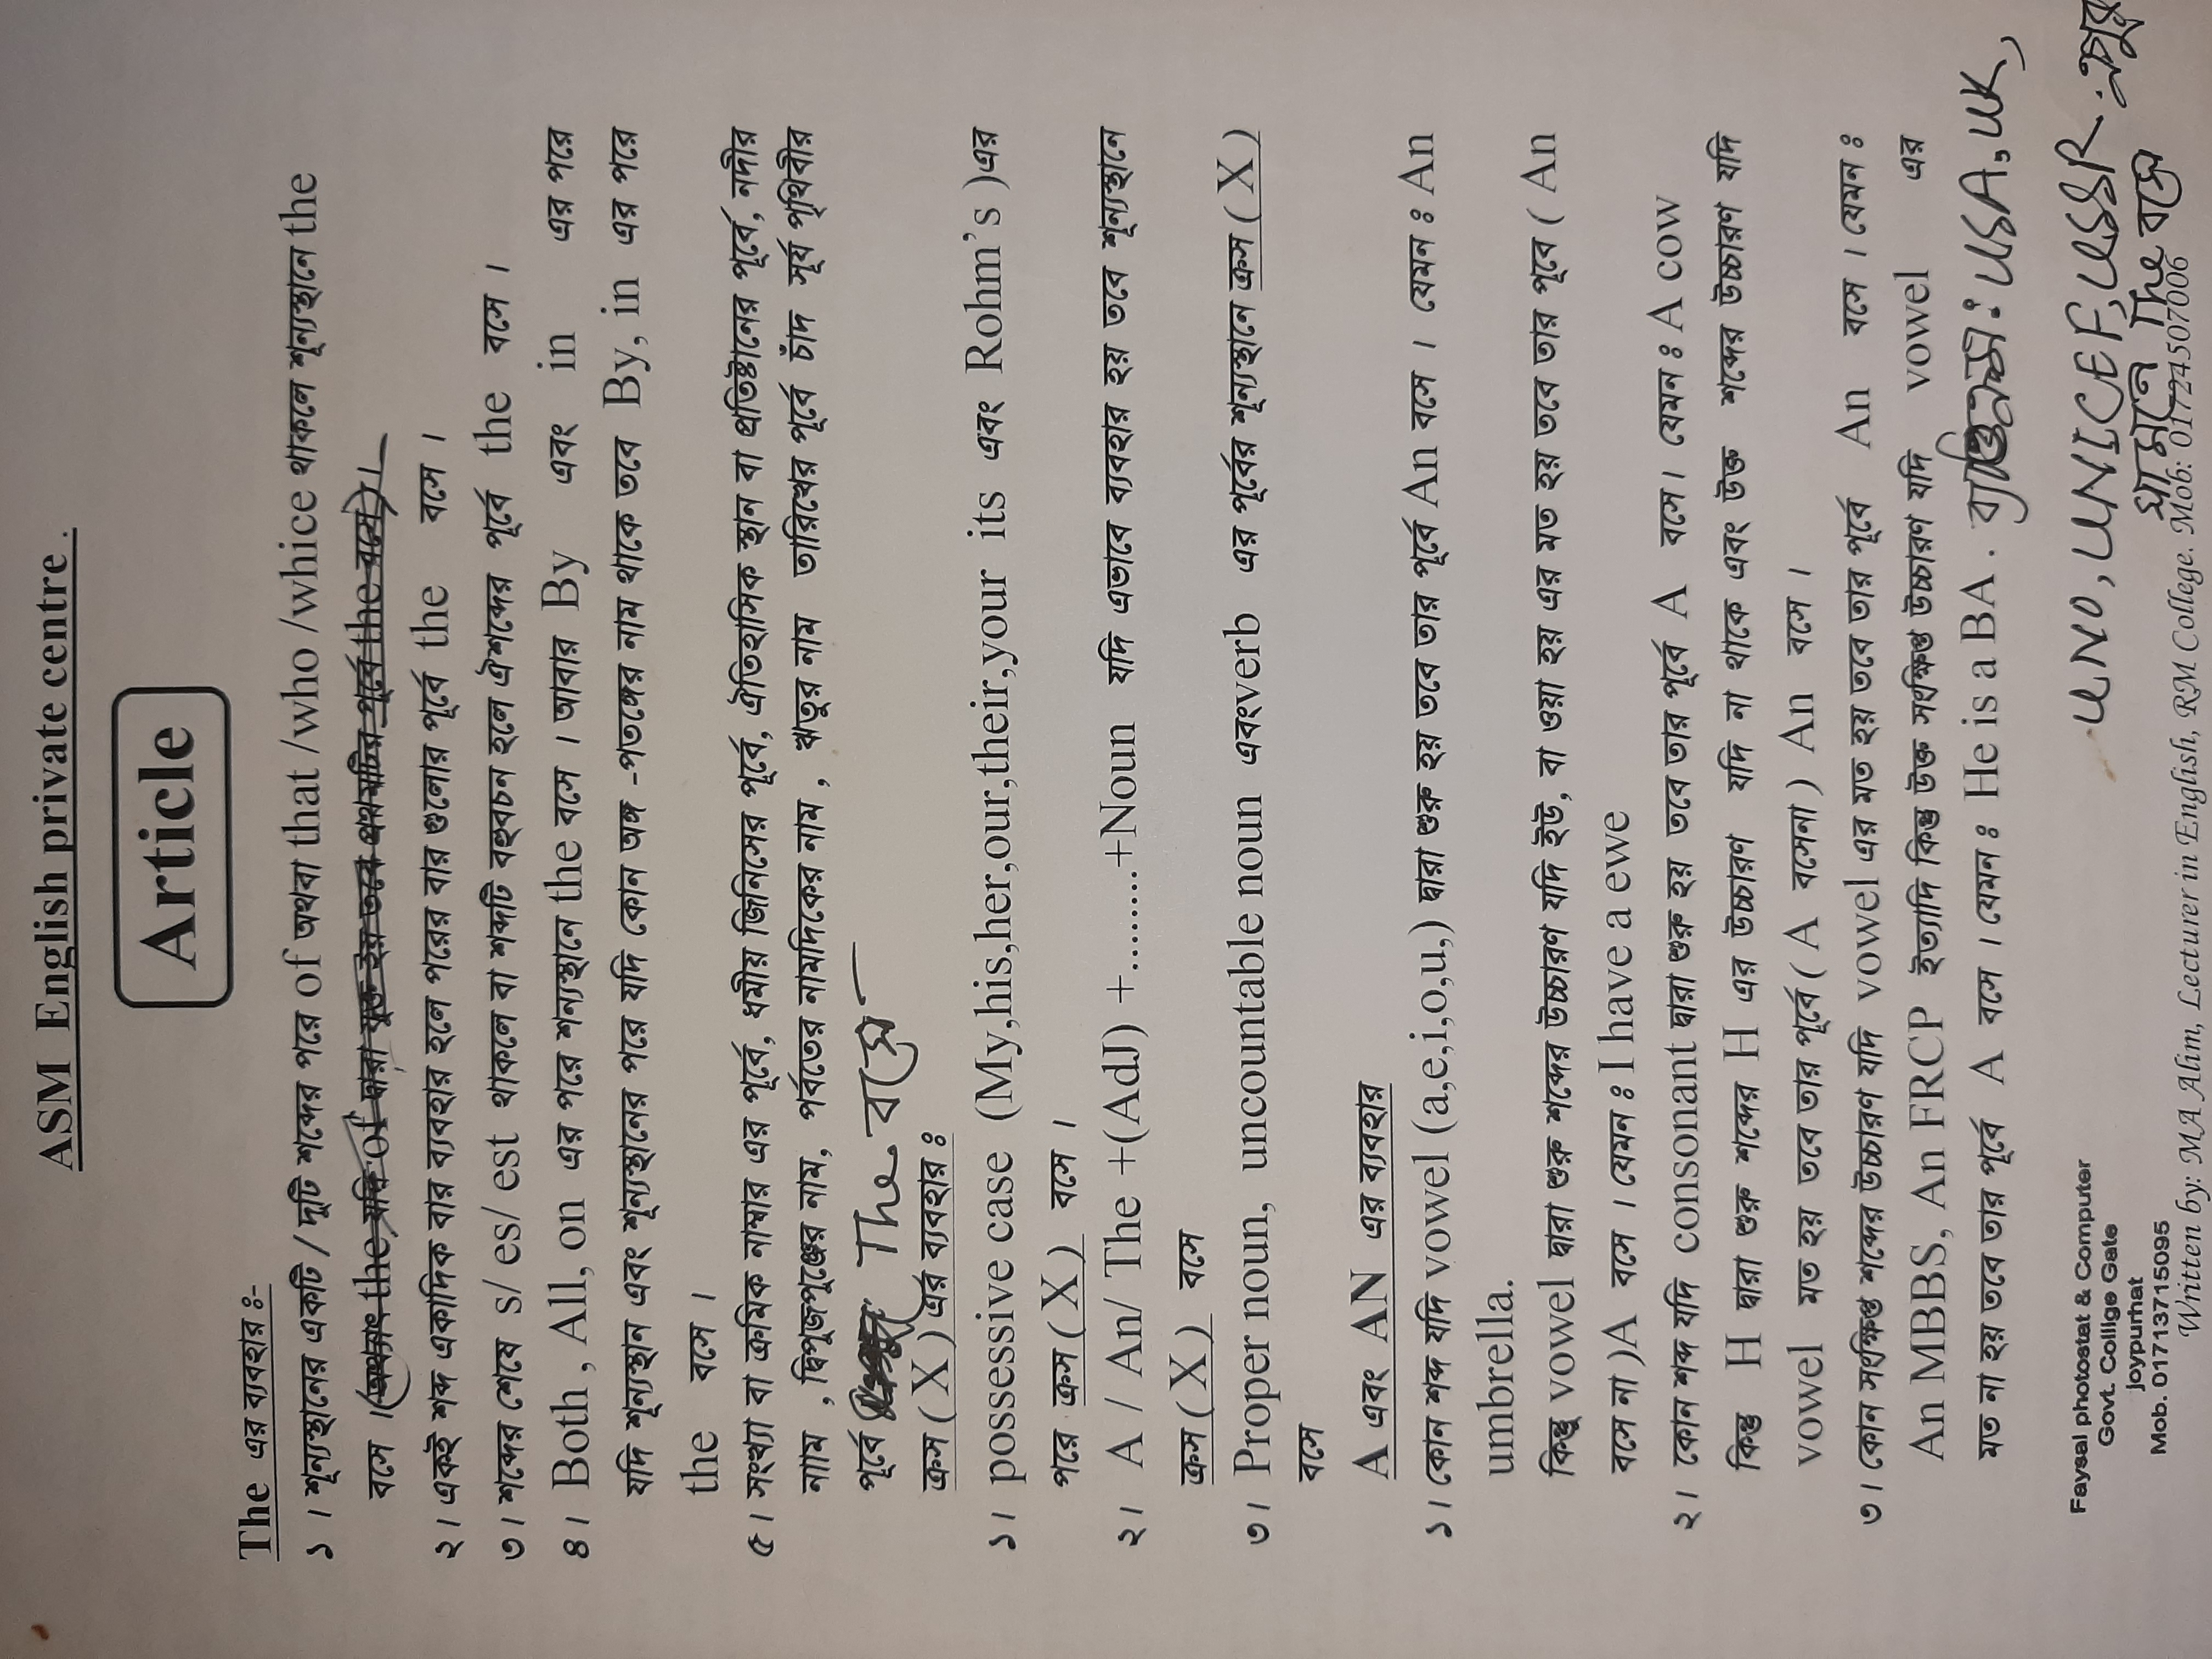 ASM English private centre .
Article
The এর ব্যবহার ঃ-
১ । শূন্যস্থানের একটি / দুটি শব্দের পরে of অথবা that /who /whice থাকলে শূন্যস্থানে the
বসে ।(অথ্যাৎ the যদি of দ্বারা যুক্ত হয় তবে প্রথমটির পূর্বে the বসে)।
২। একই শব্দ একাদিক বার ব্যবহার হলে পরের বার গুলোর পূর্বে the বসে ।
৩। শব্দের শেষে s/ es/ est থাকলে বা শব্দটি বহুবচন হলে ঐশব্দের পূর্বে the বসে ।
৪। Both , All, on এর পরে শন্যস্থানে the বসে । আবার By এবং in এর পরে
যদি শূন্যস্থান এবং শূন্যস্থানের পরে যদি কোন অঙ্গ -পতঙ্গের নাম থাকে তবে By, in এর পরে
the বসে ।
৫। সংখ্যা বা ক্রমিক নাম্বার এর পূর্বে, ধমীয় জিনিসের পূর্বে, ঐতিহাসিক স্থান বা প্রতিষ্টানের পূর্বে, নদীর
নাাম , দ্বিপুজপুঞ্জের নাম, পর্বতের নামদিকের নাম , ঋতুর নাম তারিখের পূর্বে চাঁদ সূর্য পৃথিবীর
পূর্বে The বসে
ক্রস ( X ) এর ব্যবহার ঃ
১। possessive case (My,his,her,our,their,your its এবং Rohm’s )এর
পরে ক্রস ( X ) বসে ।
২। A / An/ The +(AdJ) +........+Noun যদি এভাবে ব্যবহার হয় তবে শূন্যস্থানে
ক্রস ( X ) বসে
৩। Proper noun, uncountable noun এবংverb এর পূর্বের শূন্যস্থানে ক্রস ( X )
বসে
A এবং AN এর ব্যবহার
১। কোন শব্দ যদি vowel (a,e,i,o,u,) দ্বারা শুরু হয় তবে তার পূর্বে An বসে । যেমন ঃ An
umbrella.
কিন্তু vowel দ্বারা শুরু শব্দের উচ্চারণ যদি ইউ, বা ওয়া হয় এর মত হয় তবে তার পূবে ( An
বসে না )A বসে । যেমন ঃ I have a ewe
২। কোন শব্দ যদি consonant দ্বারা শুরু হয় তবে তার পূর্বে A বসে। যেমন ঃ A cow
কিন্তু H দ্বারা শুরু শব্দের H এর উচ্চারণ যদি না থাকে এবং উক্ত শব্দের উচ্চারণ যদি
vowel মত হয় তবে তার পূর্বে ( A বসেনা ) An বসে ।
৩। কোন সংক্ষিপ্ত শব্দের উচ্চারণ যদি vowel এর মত হয় তবে তার পূর্বে An বসে । যেমন ঃ
An MBBS, An FRCP ইত্যাদি কিন্তু উক্ত সংক্ষিপ্ত উচ্চারণ যদি vowel এর
মত না হয় তবে তার পূর্বে A বসে । যেমন ঃ He is a BA . ব্যতিক্রম : USA, UK,
UNO, UNICEF, USSR.
সামনে The বসে
Faysal photostat & Computer
Govt. Collige Gate
joypurhat
Mob. 01713715095
Written by: MA Alim, Lecturer in English, RM College. Mob: 01724507006